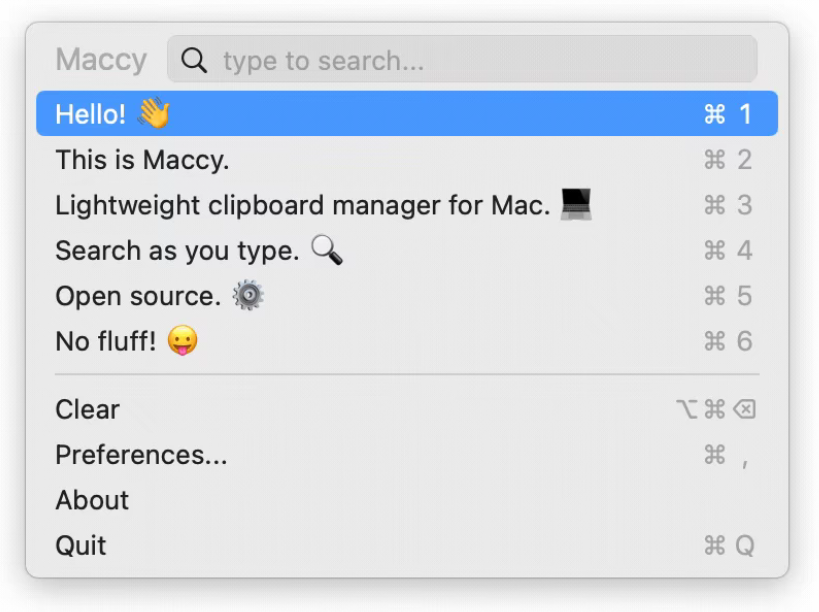 Maccy type to search...
Hello! 👋 ⌘ 1
This is Maccy. ⌘ 2
Lightweight clipboard manager for Mac. 💻 ⌘ 3
Search as you type. 🔍 ⌘ 4
Open source. ⚙️ ⌘ 5
No fluff! 😛 ⌘ 6
Clear ⌥⌘⌫
Preferences... ⌘ ,
About
Quit ⌘ Q